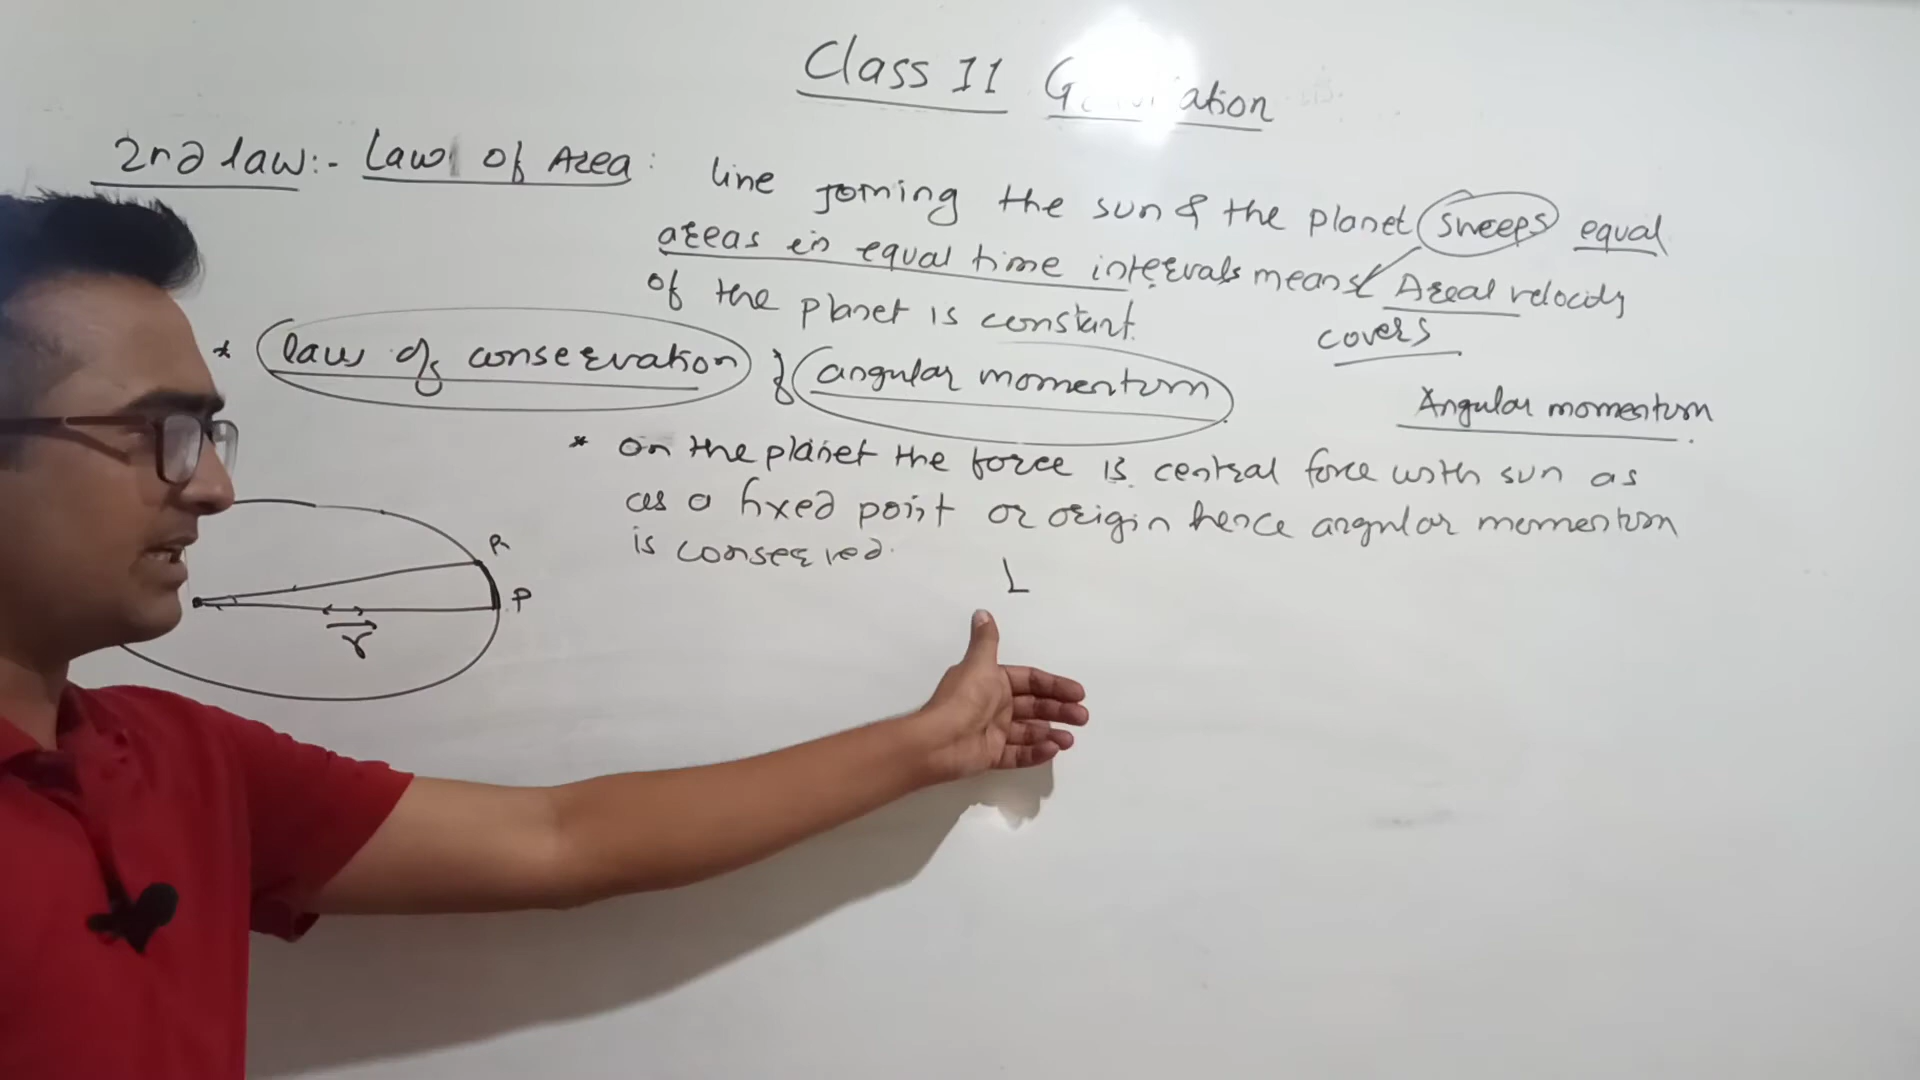 Class 11 Gravitation
2nd law:- Law of Area: line joining the sun & the planet sweeps equal
areas in equal time intervals means Areal velocity
of the planet is constant.
covers
* law of conservation of angular momentum
Angular momentum
* on the planet the force is central force with sun as
as a fixed point or origin hence angular momentum
is conserved.
L
P
r